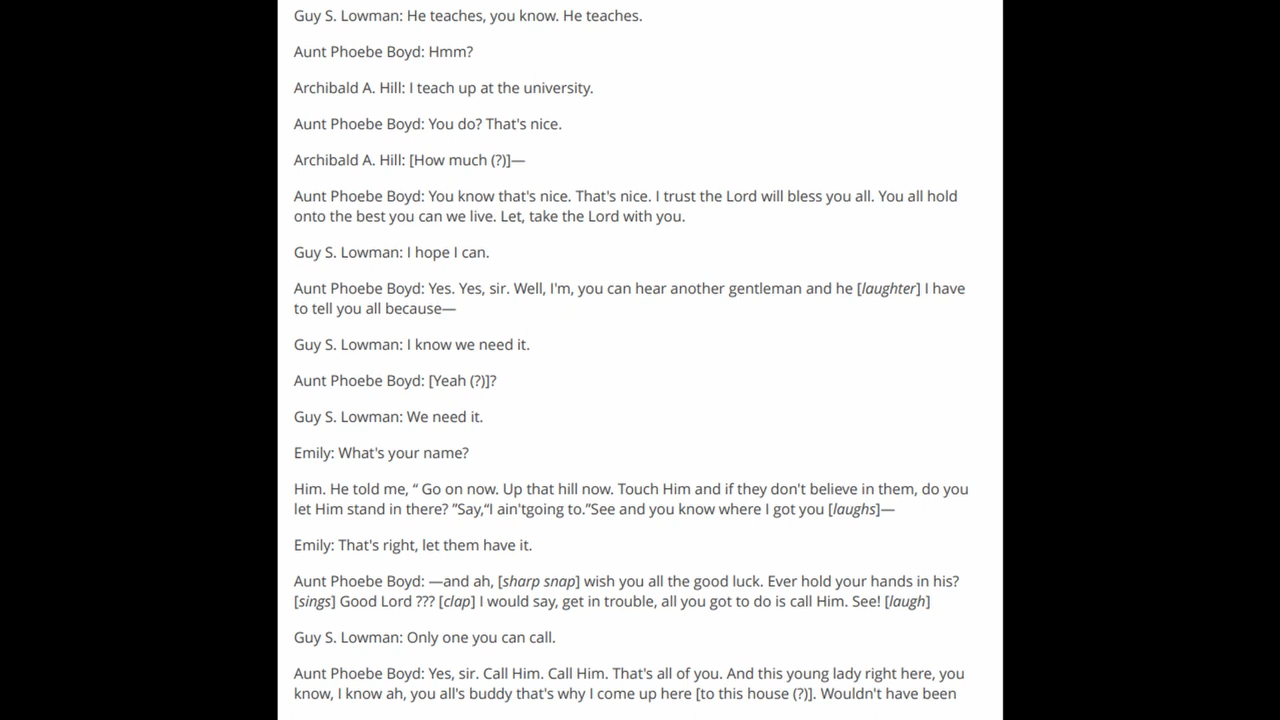 Guy S. Lowman: He teaches, you know. He teaches.
Aunt Phoebe Boyd: Hmm?
Archibald A. Hill: I teach up at the university.
Aunt Phoebe Boyd: You do? That's nice.
Archibald A. Hill: [How much (?)]—
Aunt Phoebe Boyd: You know that's nice. That's nice. I trust the Lord will bless you all. You all hold
onto the best you can we live. Let, take the Lord with you.
Guy S. Lowman: I hope I can.
Aunt Phoebe Boyd: Yes. Yes, sir. Well, I'm, you can hear another gentleman and he [laughter] I have
to tell you all because—
Guy S. Lowman: I know we need it.
Aunt Phoebe Boyd: [Yeah (?)]?
Guy S. Lowman: We need it.
Emily: What's your name?
Him. He told me, “ Go on now. Up that hill now. Touch Him and if they don't believe in them, do you
let Him stand in there? ”Say,“I ain'tgoing to.”See and you know where I got you [laughs]—
Emily: That's right, let them have it.
Aunt Phoebe Boyd: —and ah, [sharp snap] wish you all the good luck. Ever hold your hands in his?
[sings] Good Lord ??? [clap] I would say, get in trouble, all you got to do is call Him. See! [laugh]
Guy S. Lowman: Only one you can call.
Aunt Phoebe Boyd: Yes, sir. Call Him. Call Him. That's all of you. And this young lady right here, you
know, I know ah, you all's buddy that's why I come up here [to this house (?)]. Wouldn't have been